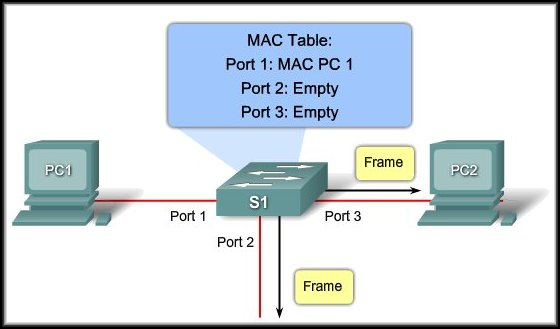 MAC Table:
Port 1: MAC PC 1
Port 2: Empty
Port 3: Empty
PC1
Frame
PC2
Port 1
S1
Port 3
Port 2
Frame